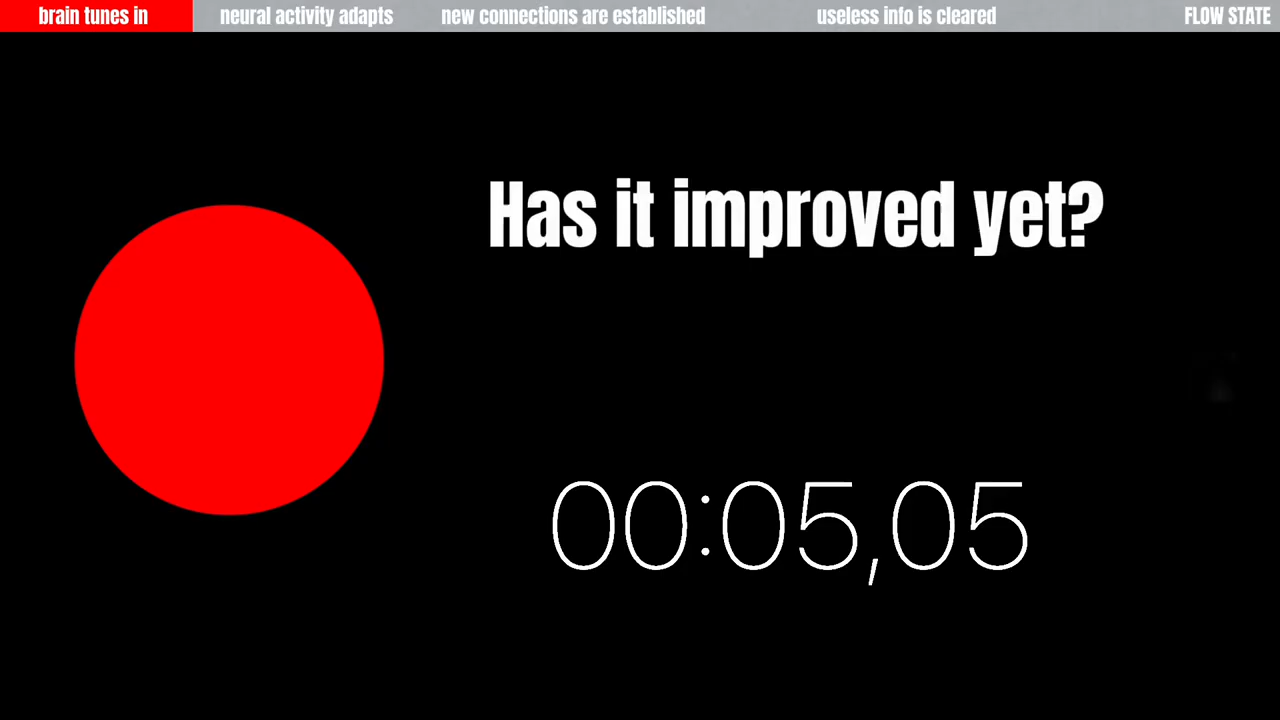 brain tunes in neural activity adapts new connections are established useless info is cleared FLOW STATE
Has it improved yet?
00:05,05